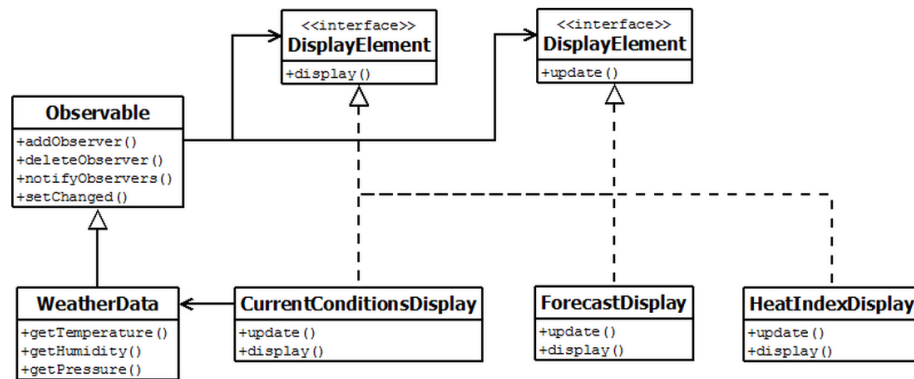 <<interface>>
DisplayElement
+display()
<<interface>>
DisplayElement
+update()
Observable
+addObserver()
+deleteObserver()
+notifyObservers()
+setChanged()
WeatherData
+getTemperature()
+getHumidity()
+getPressure()
CurrentConditionsDisplay
+update()
+display()
ForecastDisplay
+update()
+display()
HeatIndexDisplay
+update()
+display()